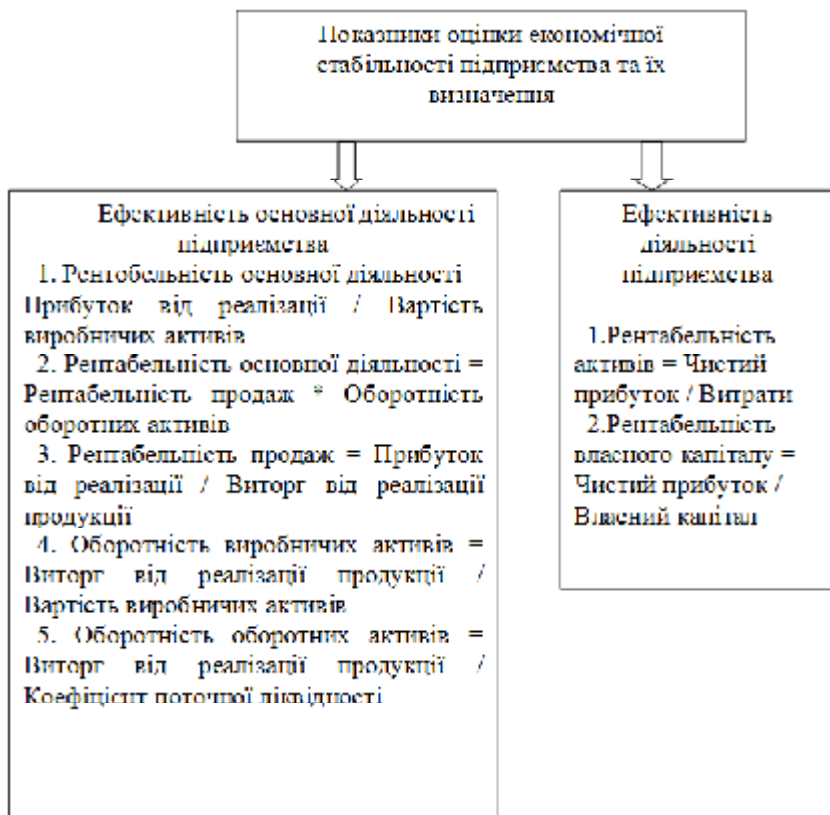 Показники оцінки економічної
стабільності підприємства та їх
визначення
Ефективність основної діяльності
підприємства
1. Рентобельність основної діяльності
Прибуток від реалізації / Вартість
виробничих активів
2. Рентабельність основної діяльності =
Рентабельність продаж * Оборотність
оборотних активів
3. Рентабельність продаж = Прибуток
від реалізації / Виторг від реалізації
продукції
4. Оборотність виробничих активів =
Виторг від реалізації продукції /
Вартість виробничих активів
5. Оборотність оборотних активів =
Виторг від реалізації продукції /
Коефіцієнт поточної ліквідності
Ефективність
діяльності
підприємства
1.Рентабельність
активів = Чистий
прибуток / Витрати
2.Рентабельність
власного капіталу =
Чистий прибуток /
Власний капітал